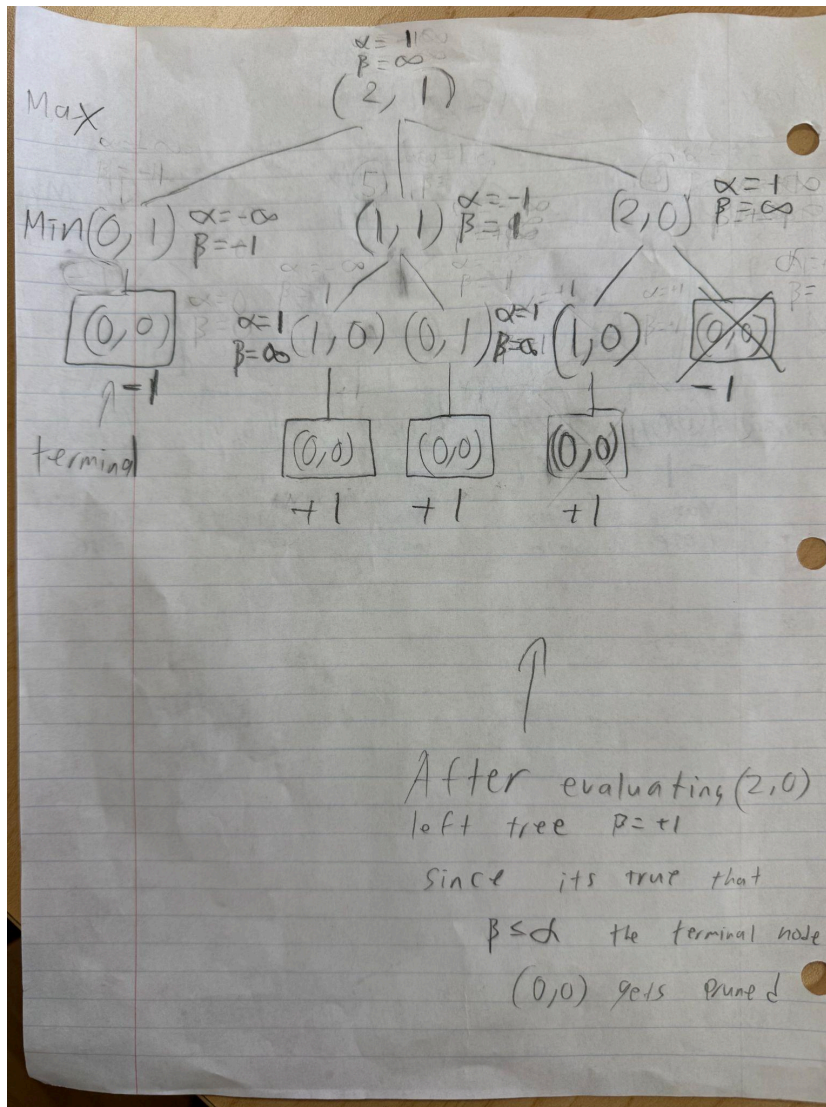 α = 1
β = ∞
Max (2, 1)
Min (0, 1) α = -∞ (1, 1) α = -1 (2, 0) α = 1
β = -1 β = 1 β = ∞
(0, 0) α = 1 (1, 0) (0, 1) α = 1 (1, 0) (0, 0)
β = ∞ β = ∞
-1 -1
terminal (0,0) (0,0) (0,0)
+1 +1 +1
After evaluating (2,0)
left tree β = +1
since its true that
β ≤ α the terminal node
(0,0) gets pruned